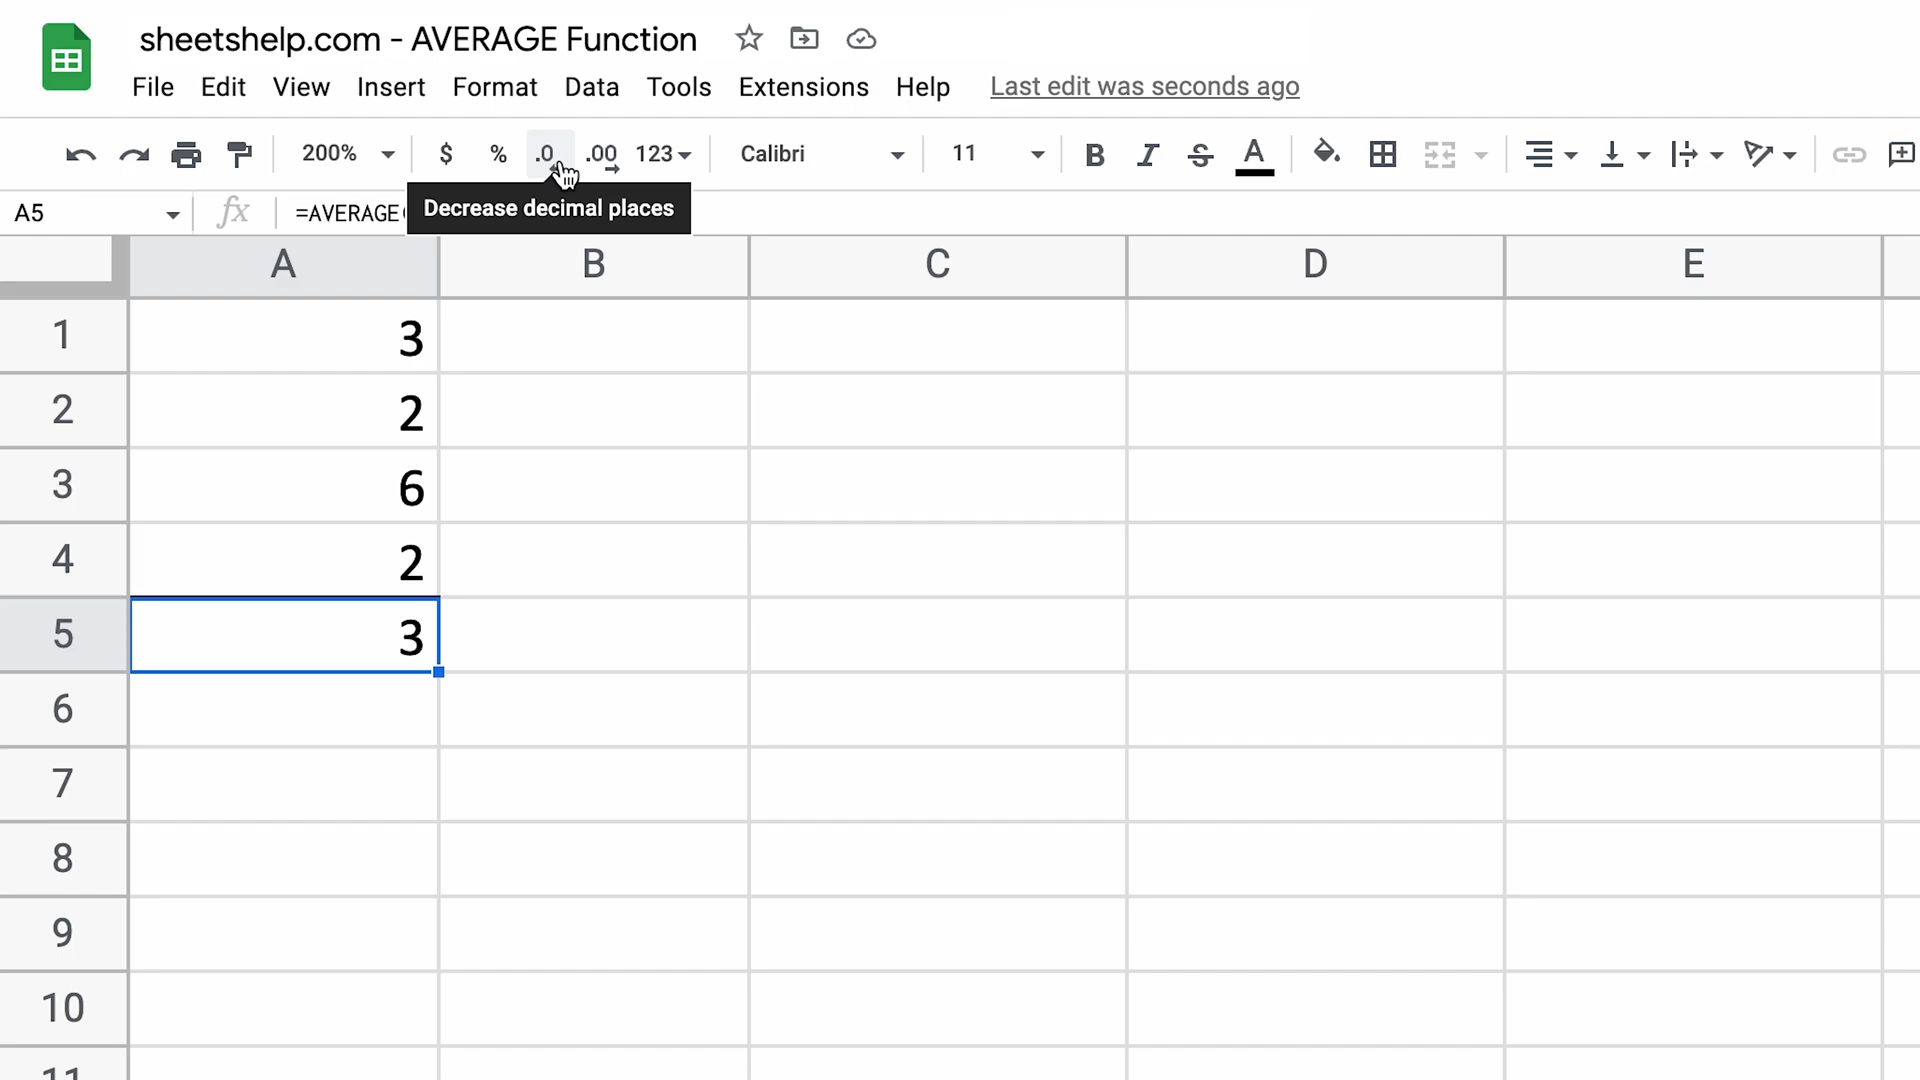 sheetshelp.com - AVERAGE Function
File Edit View Insert Format Data Tools Extensions Help Last edit was seconds ago
200% $ % .0 .00 123 Calibri 11 B I S A
A5 fx =AVERAGE
Decrease decimal places
A B C D E
1 3
2 2
3 6
4 2
5 3
6
7
8
9
10
11